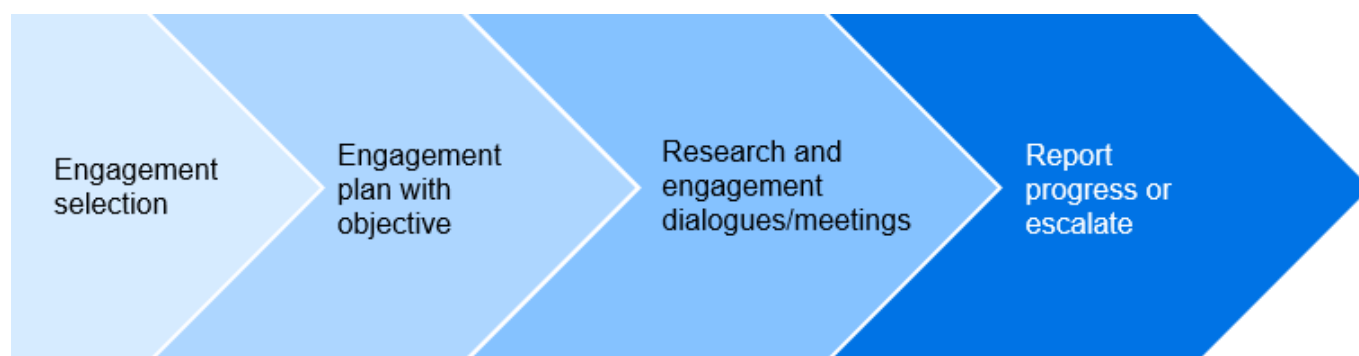 Engagement
selection
Engagement
plan with
objective
Research and
engagement
dialogues/meetings
Report
progress or
escalate